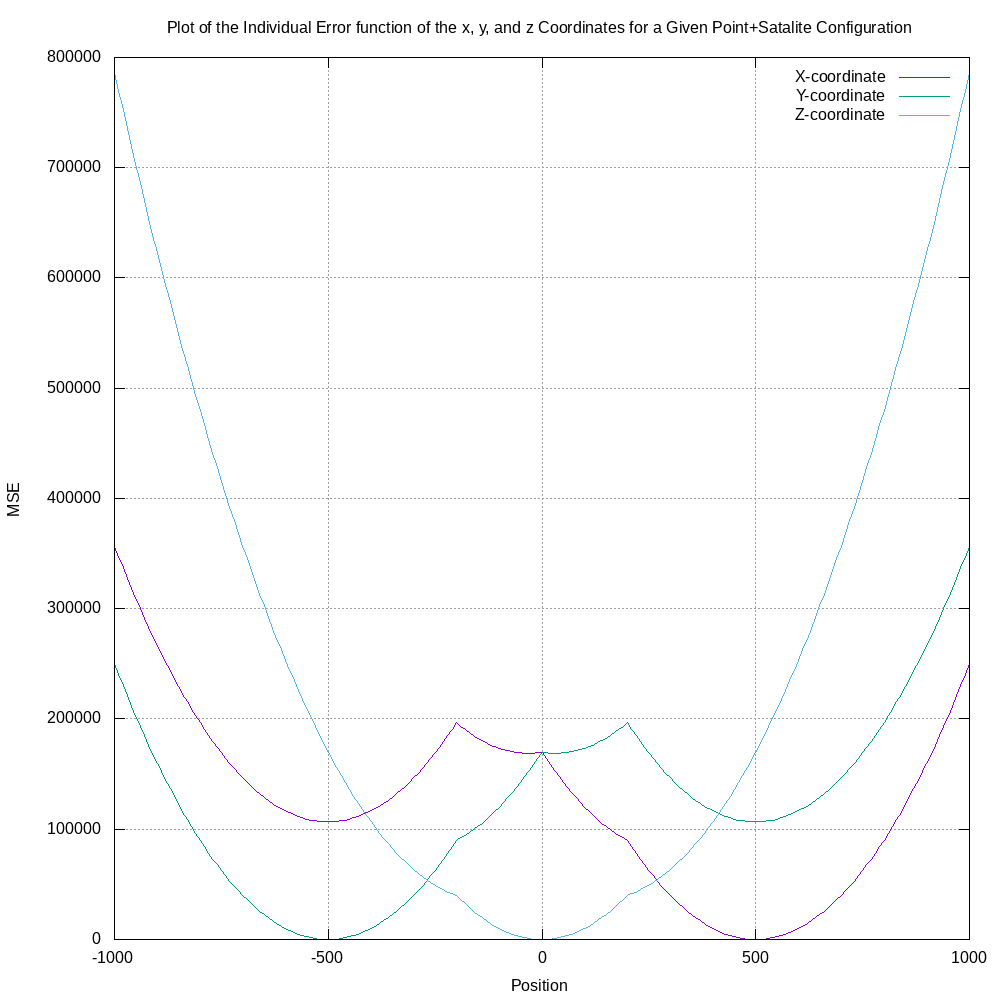 Plot of the Individual Error function of the x, y, and z Coordinates for a Given Point+Satalite Configuration
800000
700000
600000
500000
400000
300000
200000
100000
0
X-coordinate
Y-coordinate
Z-coordinate
MSE
-1000
-500
0
500
1000
Position